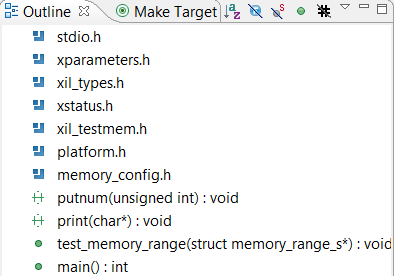 Outline Make Target
stdio.h
xparameters.h
xil_types.h
xstatus.h
xil_testmem.h
platform.h
memory_config.h
putnum(unsigned int) : void
print(char*) : void
test_memory_range(struct memory_range_s*) : void
main() : int